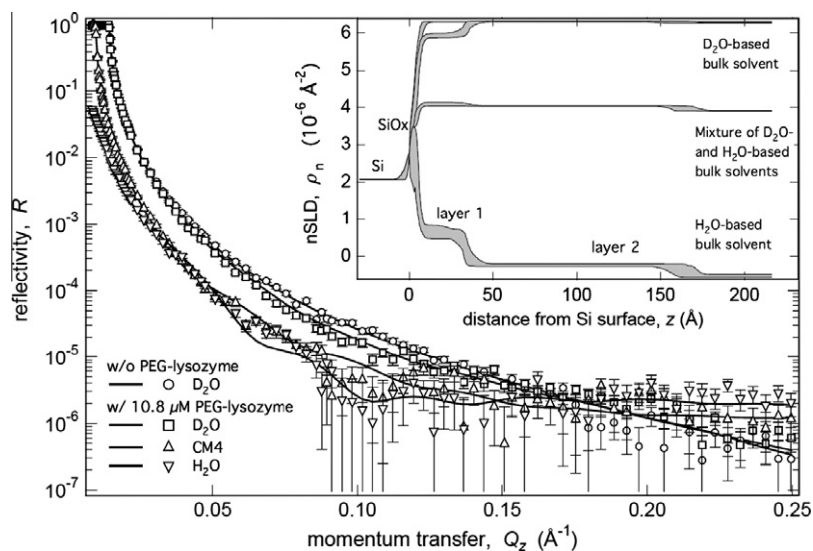 10⁰
10⁻¹
10⁻²
10⁻³
10⁻⁴
10⁻⁵
10⁻⁶
10⁻⁷
reflectivity, R
0.05
0.10
0.15
0.20
0.25
momentum transfer, Q_z (Å⁻¹)
w/o PEG-lysozyme
D₂O
w/ 10.8 µM PEG-lysozyme
D₂O
CM4
H₂O
6
5
4
3
2
1
0
nSLD, ρ_n (10⁻⁶ Å⁻²)
0
50
100
150
200
distance from Si surface, z (Å)
Si
SiOx
layer 1
layer 2
D₂O-based
bulk solvent
Mixture of D₂O-
and H₂O-based
bulk solvents
H₂O-based
bulk solvent